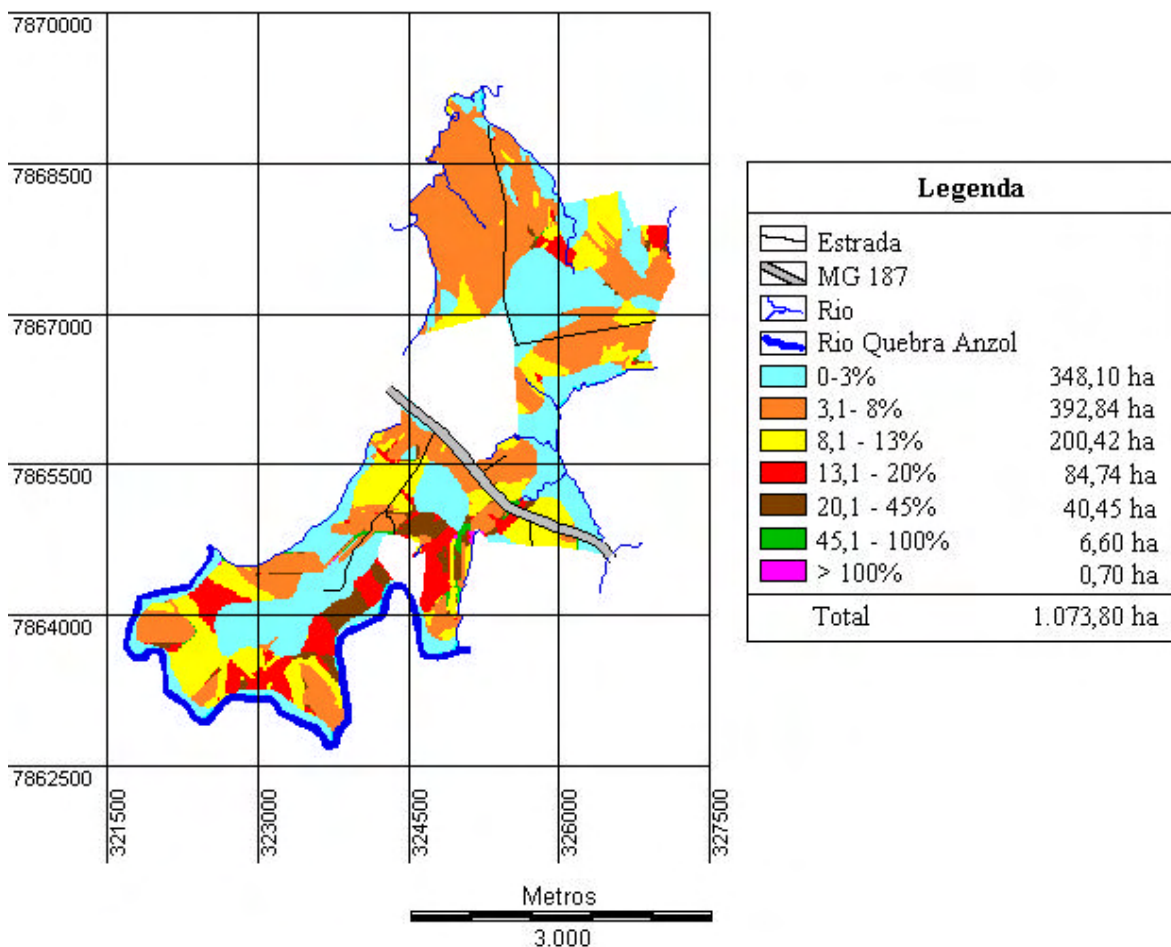 7870000
7868500
7867000
7865500
7864000
7862500
321500
323000
324500
326000
327500
Metros
3.000
Legenda
Estrada
MG 187
Rio
Rio Quebra Anzol
0-3% 348,10 ha
3,1- 8% 392,84 ha
8,1 - 13% 200,42 ha
13,1 - 20% 84,74 ha
20,1 - 45% 40,45 ha
45,1 - 100% 6,60 ha
> 100% 0,70 ha
Total 1.073,80 ha